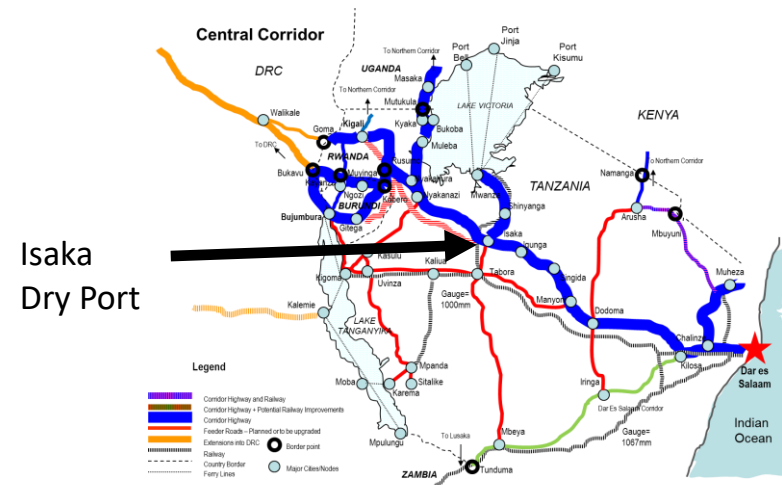 Central Corridor
DRC
UGANDA
To Northern Corridor
To Northern Corridor
Port
Bell
Port
Jinja
Port
Kisumu
Masaka
Mutukula
LAKE VICTORIA
Walikale
Goma
Kigali
Kyaka
Bukoba
Muleba
KENYA
To DRC
RWANDA
Rusumo
Bukavu
Muyinga
Nyakanazi
Mwanza
TANZANIA
Namanga
To Northern Corridor
Ngozi
Kobero
BURUNDI
Shinyanga
Arusha
Mbuyuni
Bujumbura
Gitega
Isaka
Igunga
Isaka
Dry Port
Kasulu
Kaliua
Singida
Muheza
Kigoma
Uvinza
Tabora
Manyoni
Kalemie
Gauge=
1000mm
Dodoma
LAKE
TANGANYIKA
Chalinze
Kilosa
Dar es
Salaam
Legend
Mpanda
Iringa
Moba
Sitalike
Karema
Dar Es Salaam Corridor
Indian
Ocean
Corridor Highway and Railway
Corridor Highway + Potential Railway Improvements
Corridor Highway
Feeder Roads – Planned or to be upgraded
Extensions into DRC
Border point
Railway
Country Border
Major Cities/Nodes
Ferry Lines
Mpulungu
To Lusaka
Mbeya
Gauge=
1067mm
ZAMBIA
Tunduma